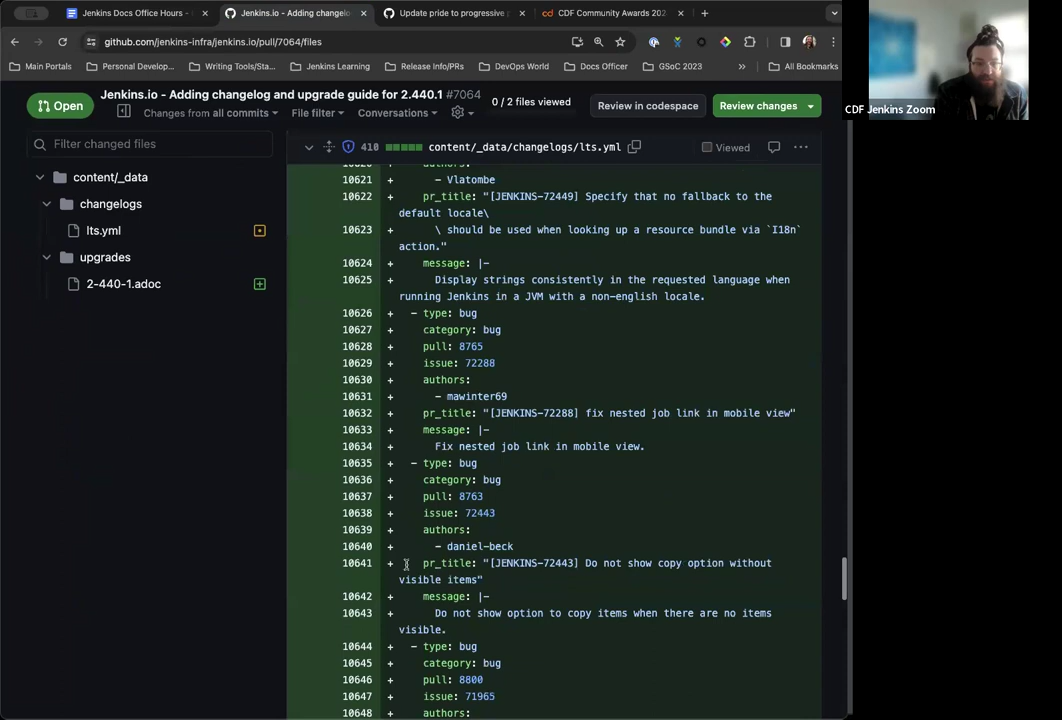 Jenkins Docs Office Hours -
Jenkins.io - Adding changelo
Update pride to progressive p
CDF Community Awards 202
github.com/jenkins-infra/jenkins.io/pull/7064/files
Main Portals
Personal Develop...
Writing Tools/Sta...
Jenkins Learning
Release Info/PRs
DevOps World
Docs Officer
GSoC 2023
»
All Bookmarks
CDF Jenkins Zoom
Open
Jenkins.io - Adding changelog and upgrade guide for 2.440.1 #7064
Changes from all commits
File filter
Conversations
0 / 2 files viewed
Review in codespace
Review changes
Filter changed files
content/_data
changelogs
lts.yml
upgrades
2-440-1.adoc
410 content/_data/changelogs/lts.yml
Viewed
10620 + authors:
10621 + - Vlatombe
10622 + pr_title: "[JENKINS-72449] Specify that no fallback to the
default locale\
10623 + \ should be used when looking up a resource bundle via `I18n`
action."
10624 + message: |-
10625 + Display strings consistently in the requested language when
running Jenkins in a JVM with a non-english locale.
10626 + - type: bug
10627 + category: bug
10628 + pull: 8765
10629 + issue: 72288
10630 + authors:
10631 + - mawinter69
10632 + pr_title: "[JENKINS-72288] fix nested job link in mobile view"
10633 + message: |-
10634 + Fix nested job link in mobile view.
10635 + - type: bug
10636 + category: bug
10637 + pull: 8763
10638 + issue: 72443
10639 + authors:
10640 + - daniel-beck
10641 + pr_title: "[JENKINS-72443] Do not show copy option without
visible items"
10642 + message: |-
10643 + Do not show option to copy items when there are no items
visible.
10644 + - type: bug
10645 + category: bug
10646 + pull: 8800
10647 + issue: 71965
10648 + authors: